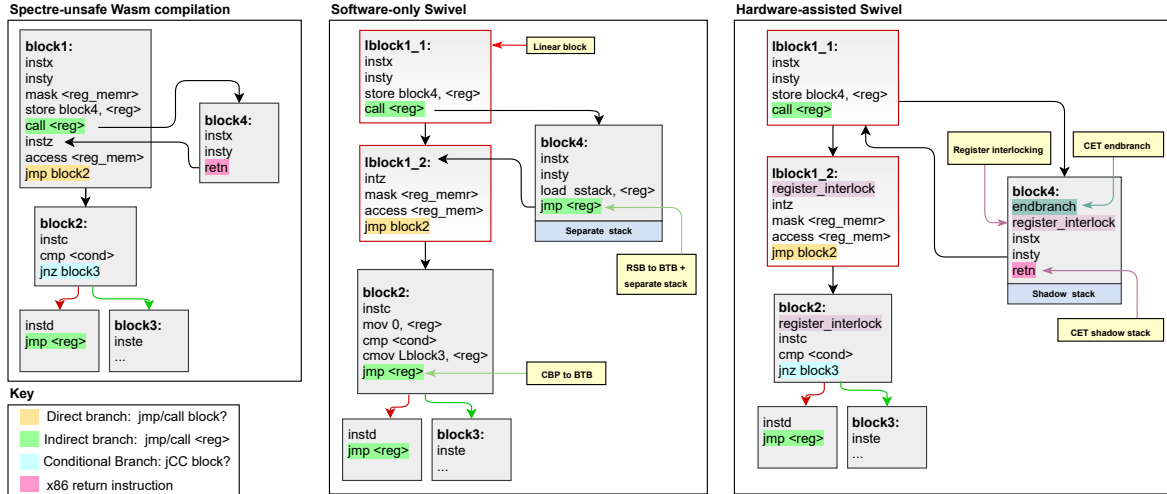 Spectre-unsafe Wasm compilation
block1:
instx
insty
mask <reg_memr>
store block4, <reg>
call <reg>
instz
access <reg_mem>
jmp block2
block4:
instx
insty
retn
block2:
instc
cmp <cond>
jnz block3
instd
jmp <reg>
block3:
inste
...
Key
Direct branch: jmp/call block?
Indirect branch: jmp/call <reg>
Conditional Branch: jCC block?
x86 return instruction
Software-only Swivel
lblock1_1:
instx
insty
store block4, <reg>
call <reg>
Linear block
lblock1_2:
intz
mask <reg_memr>
access <reg_mem>
jmp block2
block4:
instx
insty
load sstack, <reg>
jmp <reg>
Separate stack
RSB to BTB +
separate stack
block2:
instc
mov 0, <reg>
cmp <cond>
cmov Lblock3, <reg>
jmp <reg>
CBP to BTB
instd
jmp <reg>
block3:
inste
...
Hardware-assisted Swivel
lblock1_1:
instx
insty
store block4, <reg>
call <reg>
Register interlocking
CET endbranch
lblock1_2:
register_interlock
intz
mask <reg_memr>
access <reg_mem>
jmp block2
block4:
endbranch
register_interlock
instx
insty
retn
Shadow stack
CET shadow stack
block2:
register_interlock
instc
cmp <cond>
jnz block3
instd
jmp <reg>
block3:
inste
...